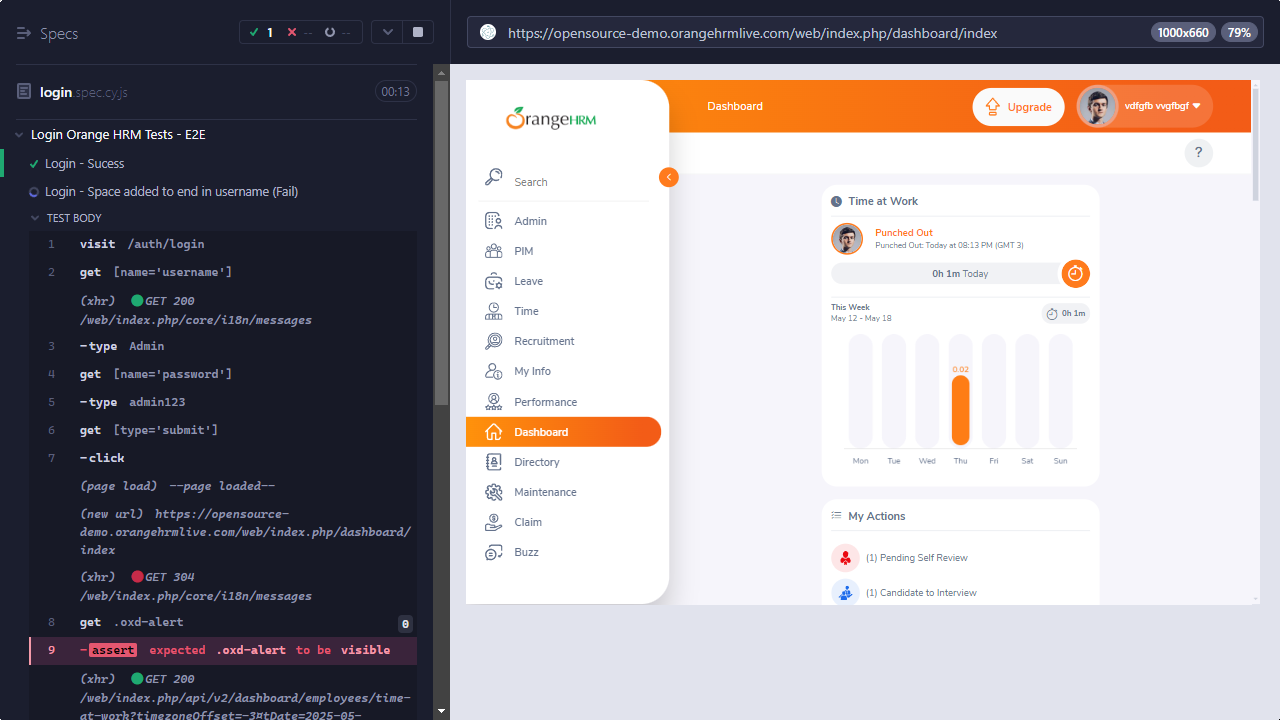 Specs
1 -- --
https://opensource-demo.orangehrmlive.com/web/index.php/dashboard/index
1000x660
79%
login.spec.cy.js
00:13
Login Orange HRM Tests - E2E
Login - Sucess
Login - Space added to end in username (Fail)
TEST BODY
1 visit /auth/login
2 get [name='username']
(xhr) GET 200
/web/index.php/core/i18n/messages
3 -type Admin
4 get [name='password']
5 -type admin123
6 get [type='submit']
7 -click
(page load) --page loaded--
(new url) https://opensource-
demo.orangehrmlive.com/web/index.php/dashboard/
index
(xhr) GET 304
/web/index.php/core/i18n/messages
8 get .oxd-alert 0
9 -assert expected .oxd-alert to be visible
(xhr) GET 200
/web/index.php/api/v2/dashboard/employees/time-
at-work?timezoneOffset=-3¤tDate=2025-05-
OrangeHRM
Search
Admin
PIM
Leave
Time
Recruitment
My Info
Performance
Dashboard
Directory
Maintenance
Claim
Buzz
Dashboard
Upgrade
vdfgfb vvgfbgf
?
Time at Work
Punched Out
Punched Out: Today at 08:13 PM (GMT 3)
0h 1m Today
This Week
May 12 - May 18
0h 1m
0.02
Mon Tue Wed Thu Fri Sat Sun
My Actions
(1) Pending Self Review
(1) Candidate to Interview